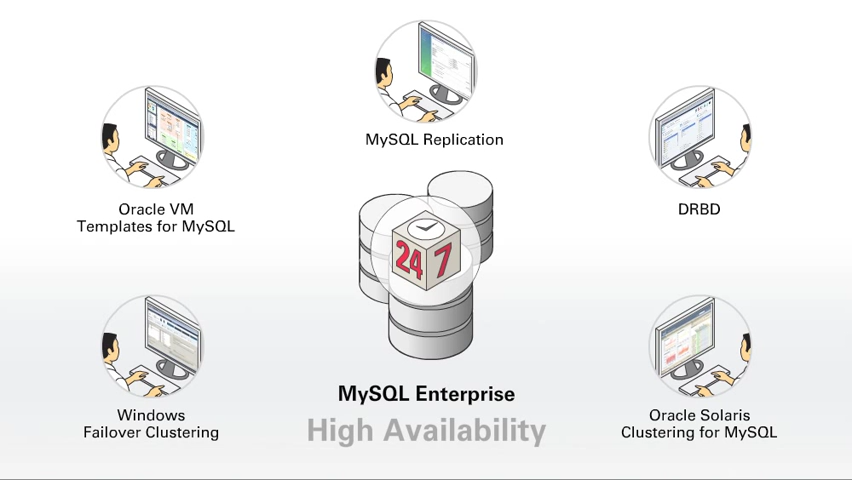 MySQL Replication
Oracle VM
Templates for MySQL
DRBD
24 7
Windows
Failover Clustering
Oracle Solaris
Clustering for MySQL
MySQL Enterprise
High Availability